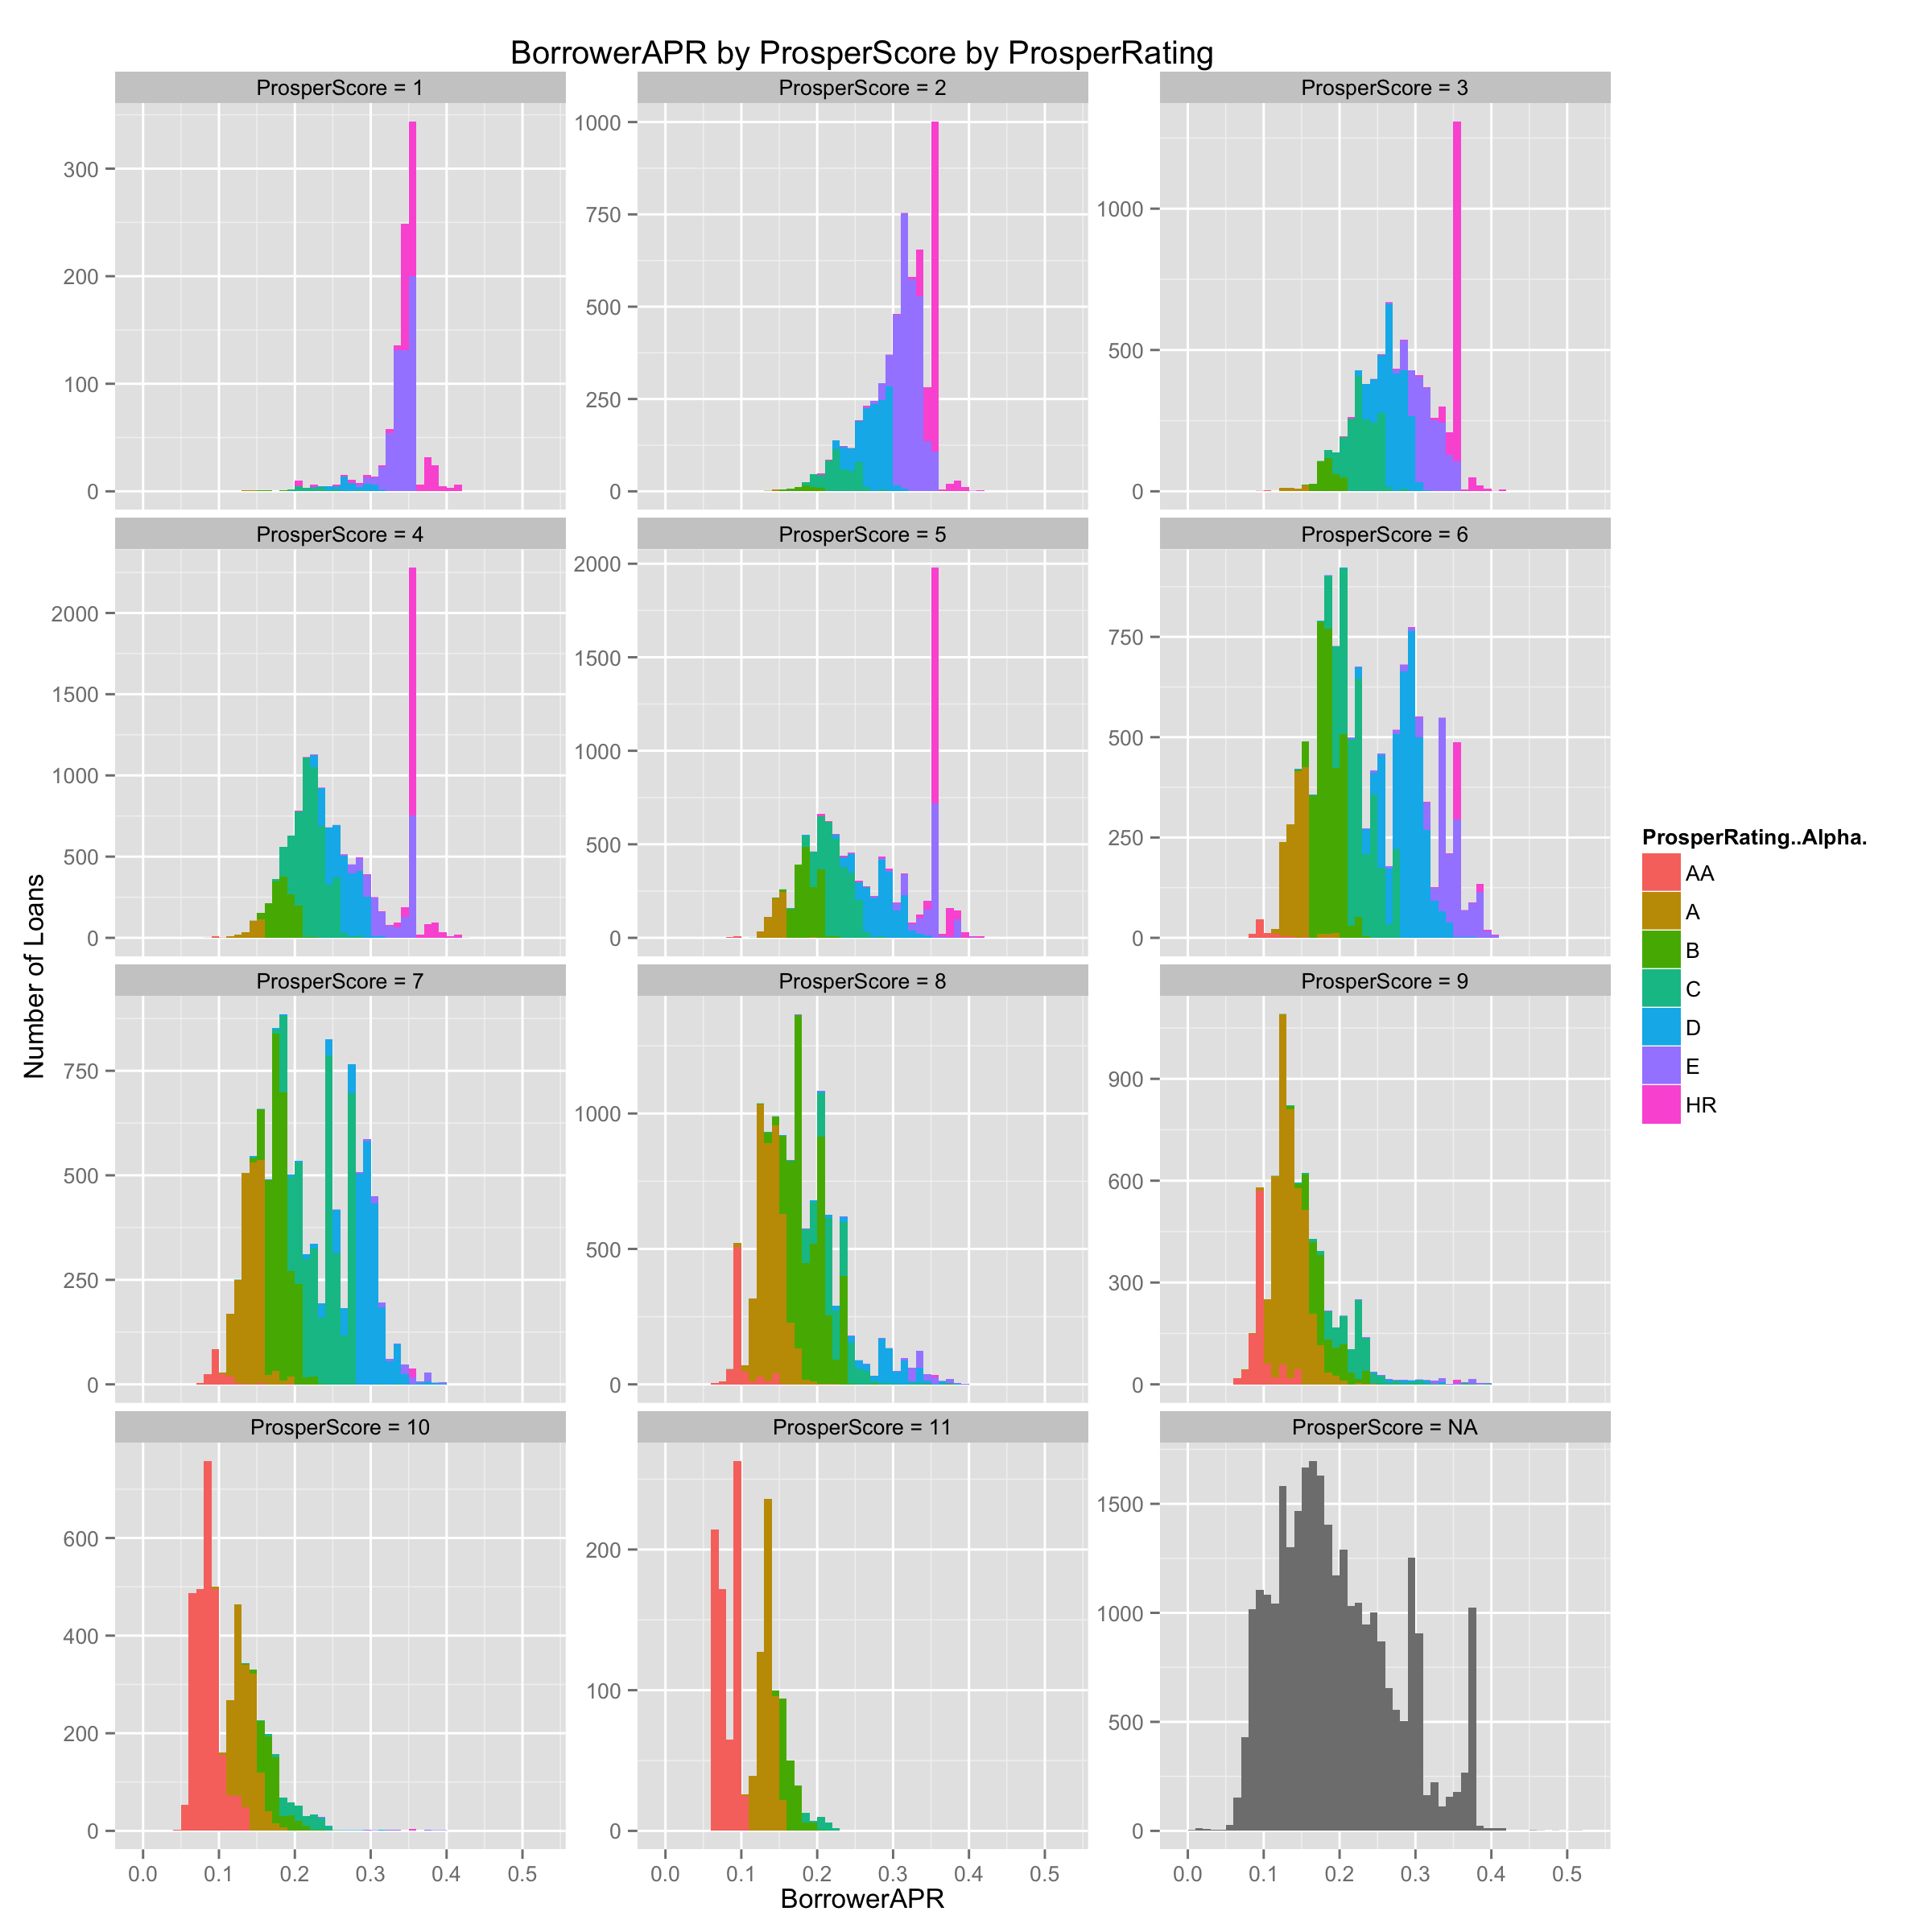 BorrowerAPR by ProsperScore by ProsperRating
ProsperScore = 1
ProsperScore = 2
ProsperScore = 3
300
200
100
0
1000
750
500
250
0
1000
500
0
ProsperScore = 4
ProsperScore = 5
ProsperScore = 6
2000
1500
1000
500
0
2000
1500
1000
500
0
750
500
250
0
ProsperScore = 7
ProsperScore = 8
ProsperScore = 9
750
500
250
0
1000
500
0
900
600
300
0
ProsperScore = 10
ProsperScore = 11
ProsperScore = NA
600
400
200
0
200
100
0
1500
1000
500
0
0.0 0.1 0.2 0.3 0.4 0.5
0.0 0.1 0.2 0.3 0.4 0.5
0.0 0.1 0.2 0.3 0.4 0.5
BorrowerAPR
Number of Loans
ProsperRating..Alpha.
AA
A
B
C
D
E
HR